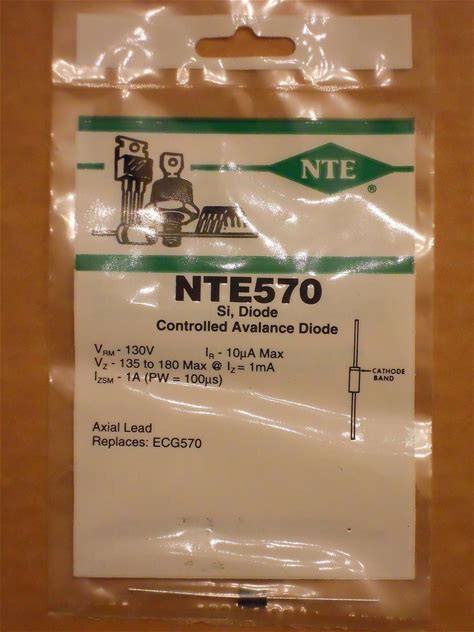 NTE
®
NTE570
Si, Diode
Controlled Avalance Diode
VRM - 130V IR - 10µA Max
VZ - 135 to 180 Max @ IZ = 1mA
IZSM - 1A (PW = 100µs)
CATHODE
BAND
Axial Lead
Replaces: ECG570